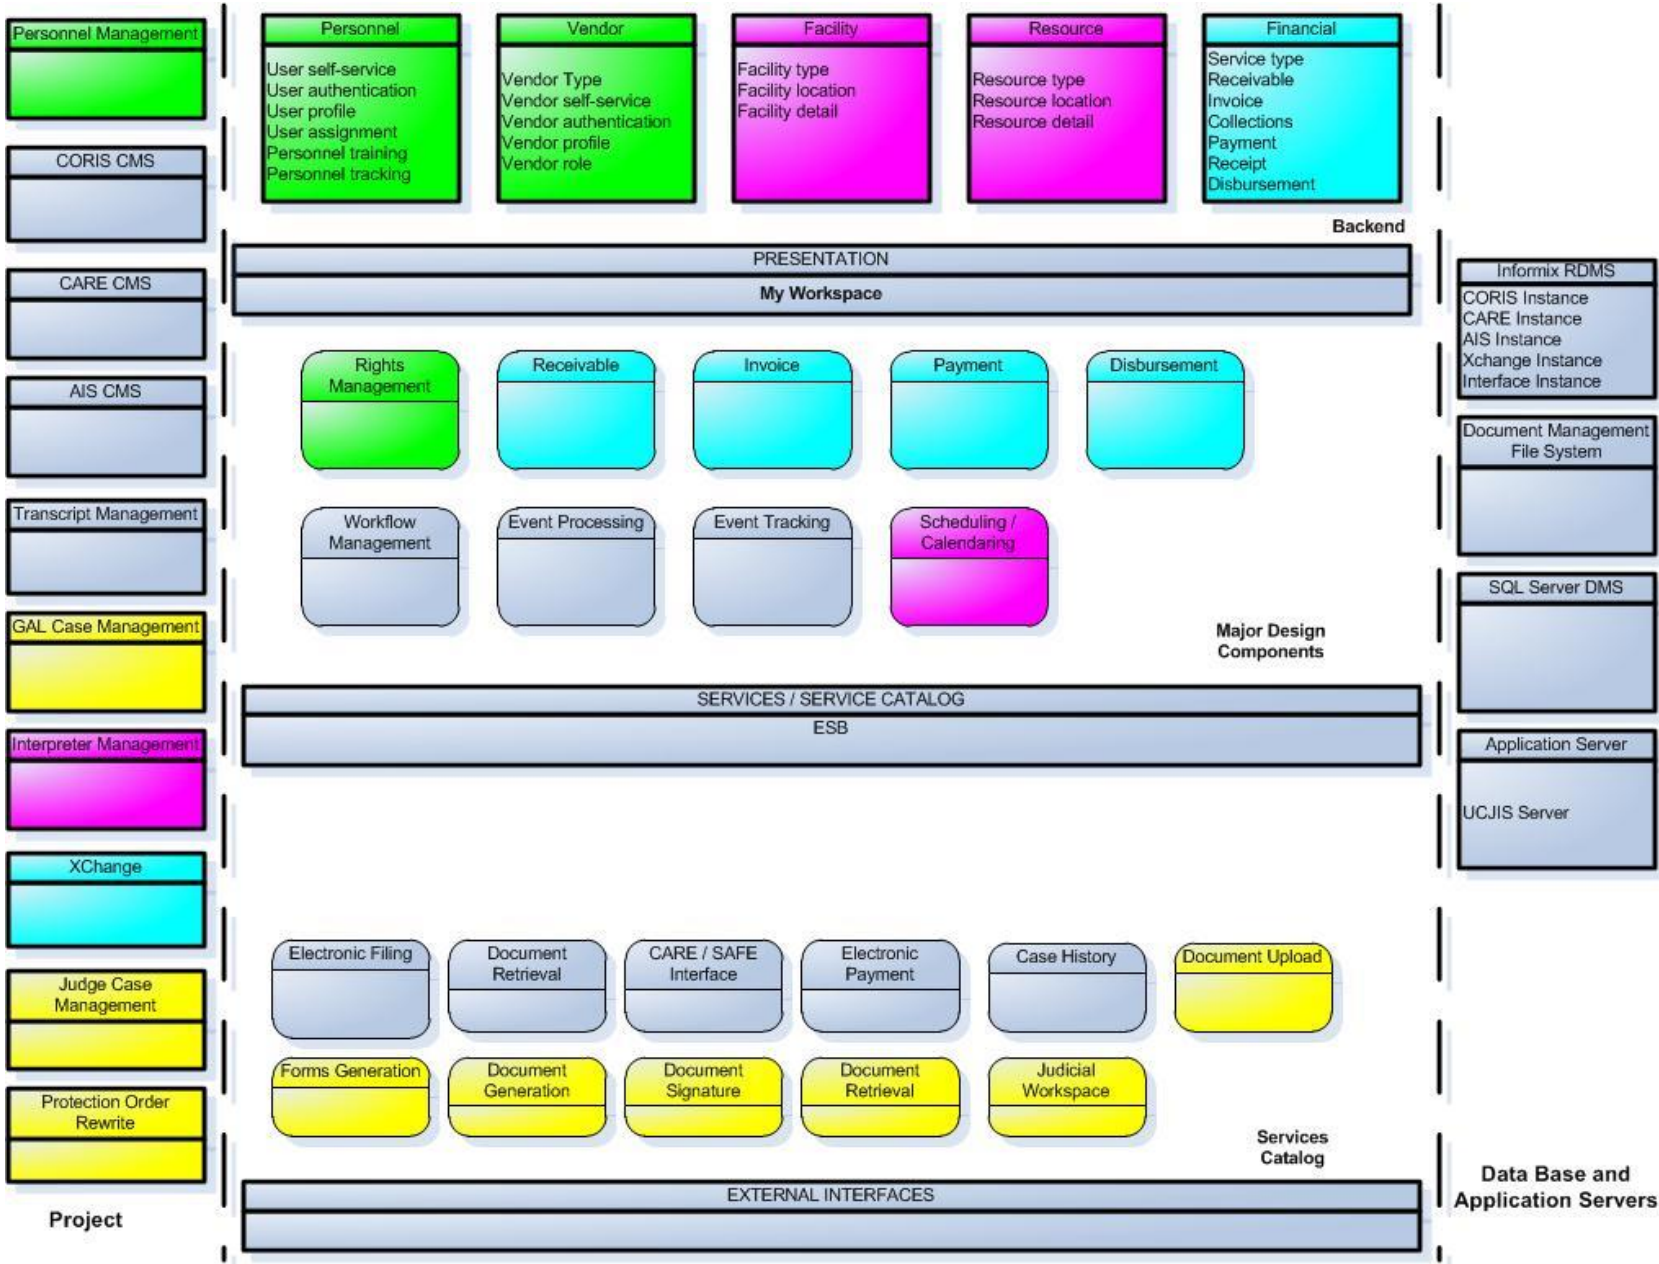 Personnel Management
CORIS CMS
CARE CMS
AIS CMS
Transcript Management
GAL Case Management
Interpreter Management
XChange
Judge Case
Management
Protection Order
Rewrite
Project
Personnel
User self-service
User authentication
User profile
User assignment
Personnel training
Personnel tracking
Vendor
Vendor Type
Vendor self-service
Vendor authentication
Vendor profile
Vendor role
Facility
Facility type
Facility location
Facility detail
Resource
Resource type
Resource location
Resource detail
Financial
Service type
Receivable
Invoice
Collections
Payment
Receipt
Disbursement
Backend
PRESENTATION
My Workspace
Rights
Management
Receivable
Invoice
Payment
Disbursement
Workflow
Management
Event Processing
Event Tracking
Scheduling /
Calendaring
Major Design
Components
SERVICES / SERVICE CATALOG
ESB
Electronic Filing
Document
Retrieval
CARE / SAFE
Interface
Electronic
Payment
Case History
Document Upload
Forms Generation
Document
Generation
Document
Signature
Document
Retrieval
Judicial
Workspace
Services
Catalog
EXTERNAL INTERFACES
Informix RDMS
CORIS Instance
CARE Instance
AIS Instance
Xchange Instance
Interface Instance
Document Management
File System
SQL Server DMS
Application Server
UCJIS Server
Data Base and
Application Servers